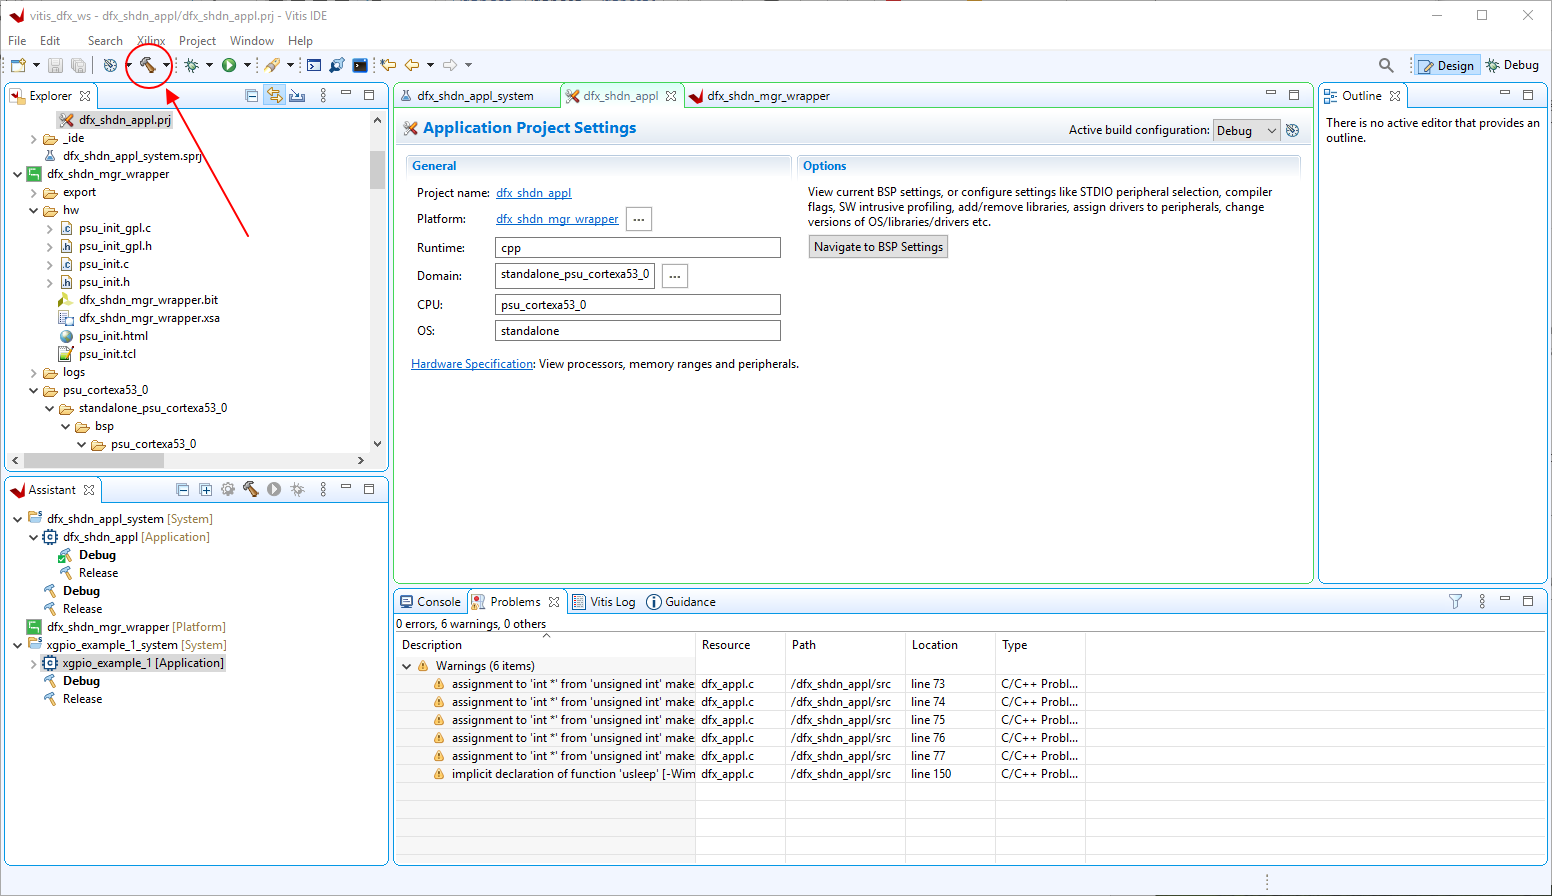 vitis_dfx_ws - dfx_shdn_appl/dfx_shdn_appl.prj - Vitis IDE
File Edit Search Xilinx Project Window Help
Design Debug
Explorer
dfx_shdn_appl.prj
_ide
dfx_shdn_appl_system.sprj
dfx_shdn_mgr_wrapper
export
hw
psu_init_gpl.c
psu_init_gpl.h
psu_init.c
psu_init.h
dfx_shdn_mgr_wrapper.bit
dfx_shdn_mgr_wrapper.xsa
psu_init.html
psu_init.tcl
logs
psu_cortexa53_0
standalone_psu_cortexa53_0
bsp
psu_cortexa53_0
Assistant
dfx_shdn_appl_system [System]
dfx_shdn_appl [Application]
Debug
Release
Debug
Release
dfx_shdn_mgr_wrapper [Platform]
xgpio_example_1_system [System]
xgpio_example_1 [Application]
Debug
Release
dfx_shdn_appl_system dfx_shdn_appl dfx_shdn_mgr_wrapper
Application Project Settings
Active build configuration: Debug
General
Project name: dfx_shdn_appl
Platform: dfx_shdn_mgr_wrapper ...
Runtime: cpp
Domain: standalone_psu_cortexa53_0 ...
CPU: psu_cortexa53_0
OS: standalone
Hardware Specification: View processors, memory ranges and peripherals.
Options
View current BSP settings, or configure settings like STDIO peripheral selection, compiler
flags, SW intrusive profiling, add/remove libraries, assign drivers to peripherals, change
versions of OS/libraries/drivers etc.
Navigate to BSP Settings
Outline
There is no active editor that provides an
outline.
Console Problems Vitis Log Guidance
0 errors, 6 warnings, 0 others
Description Resource Path Location Type
Warnings (6 items)
assignment to 'int *' from 'unsigned int' make: dfx_appl.c /dfx_shdn_appl/src line 73 C/C++ Probl...
assignment to 'int *' from 'unsigned int' make: dfx_appl.c /dfx_shdn_appl/src line 74 C/C++ Probl...
assignment to 'int *' from 'unsigned int' make: dfx_appl.c /dfx_shdn_appl/src line 75 C/C++ Probl...
assignment to 'int *' from 'unsigned int' make: dfx_appl.c /dfx_shdn_appl/src line 76 C/C++ Probl...
assignment to 'int *' from 'unsigned int' make: dfx_appl.c /dfx_shdn_appl/src line 77 C/C++ Probl...
implicit declaration of function 'usleep' [-Wim dfx_appl.c /dfx_shdn_appl/src line 150 C/C++ Probl...